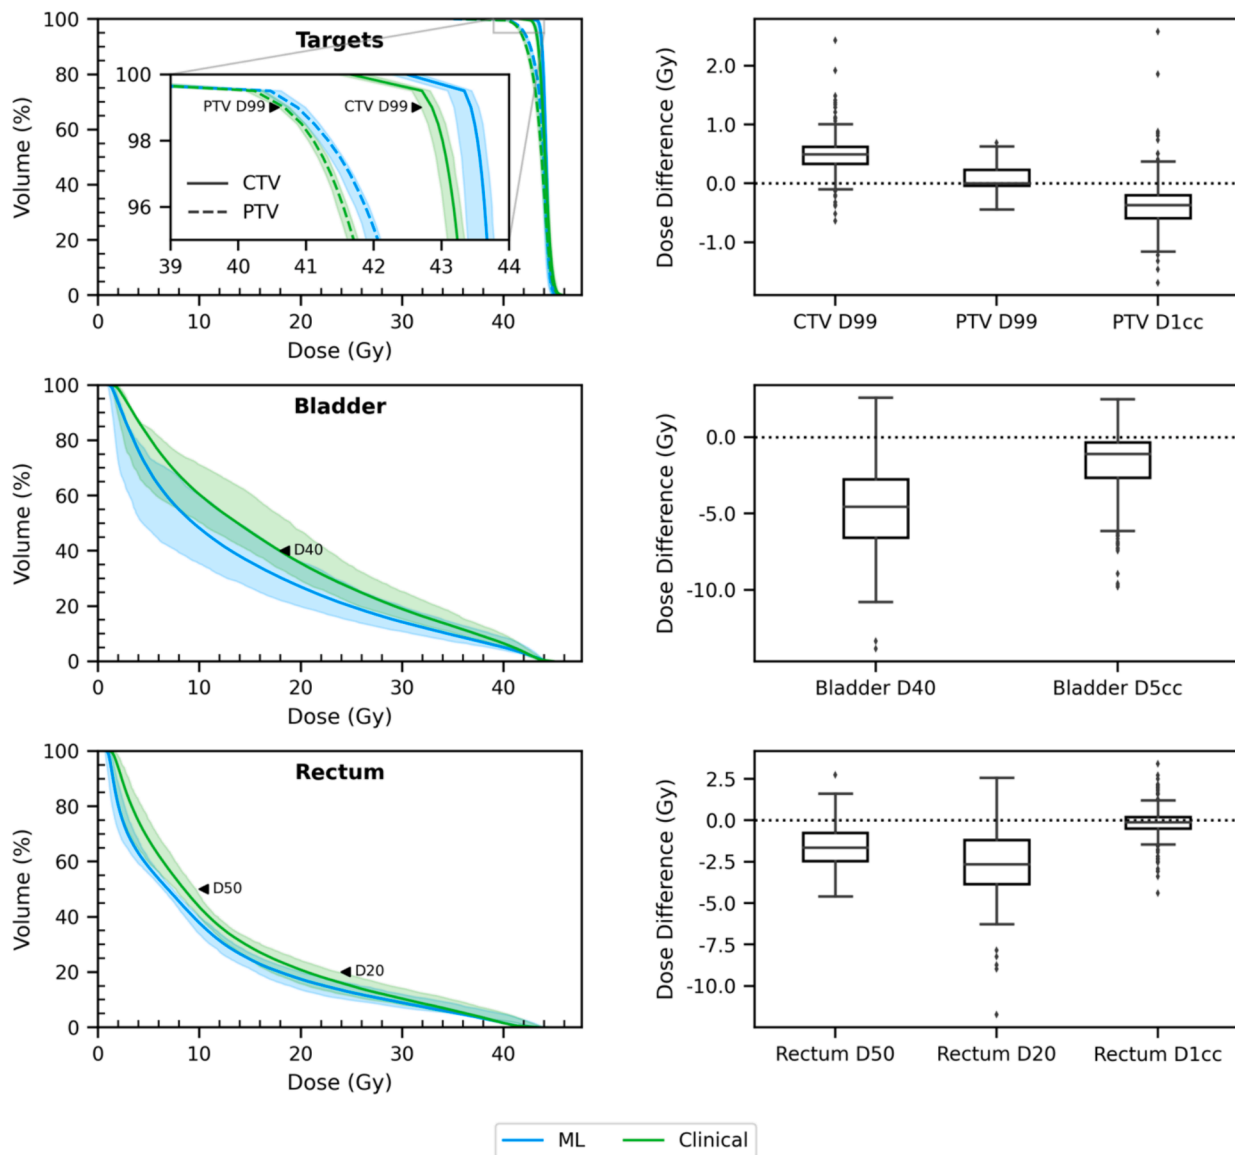 Targets
Volume (%)
100
80
60
40
20
0
100
98
96
PTV D99
CTV D99
CTV
PTV
39 40 41 42 43 44
0 10 20 30 40
Dose (Gy)
Dose Difference (Gy)
2.0
1.0
0.0
-1.0
CTV D99 PTV D99 PTV D1cc
Bladder
Volume (%)
100
80
60
40
20
0
D40
0 10 20 30 40
Dose (Gy)
Dose Difference (Gy)
0.0
-5.0
-10.0
Bladder D40 Bladder D5cc
Rectum
Volume (%)
100
80
60
40
20
0
D50
D20
0 10 20 30 40
Dose (Gy)
Dose Difference (Gy)
2.5
0.0
-2.5
-5.0
-7.5
-10.0
Rectum D50 Rectum D20 Rectum D1cc
ML Clinical